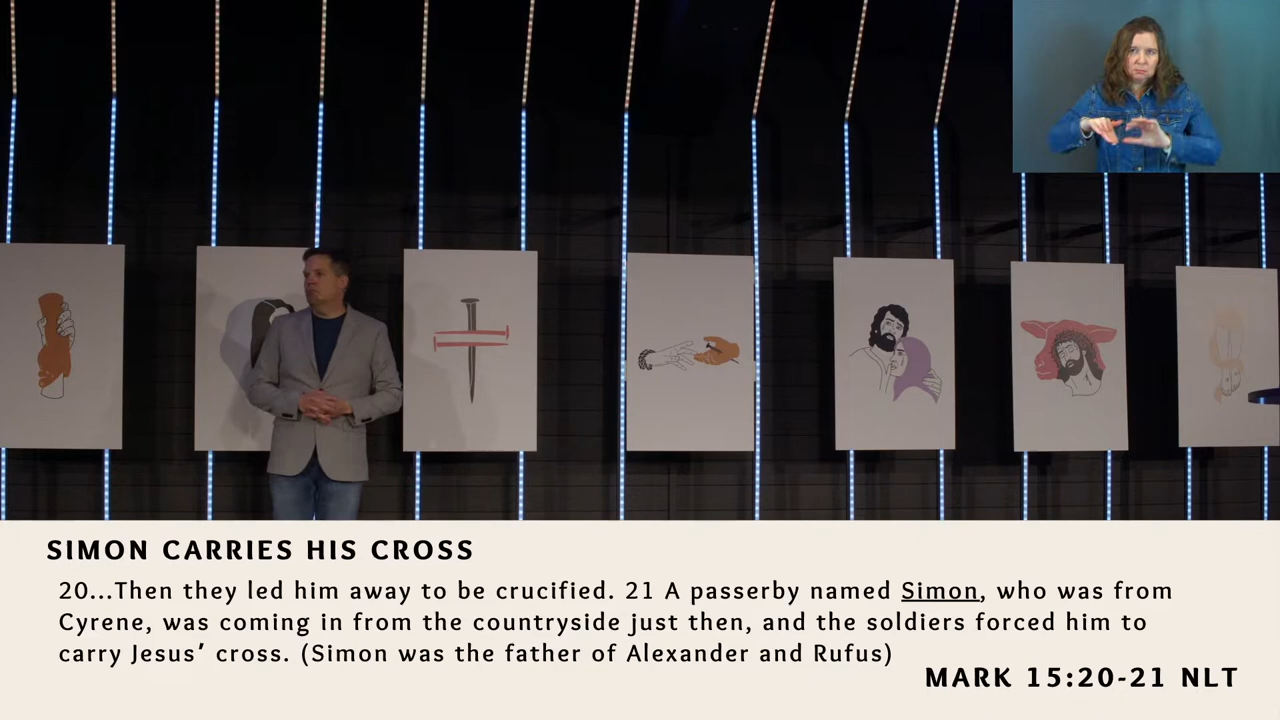 SIMON CARRIES HIS CROSS
20...Then they led him away to be crucified. 21 A passerby named Simon, who was from
Cyrene, was coming in from the countryside just then, and the soldiers forced him to
carry Jesus' cross. (Simon was the father of Alexander and Rufus)
MARK 15:20-21 NLT